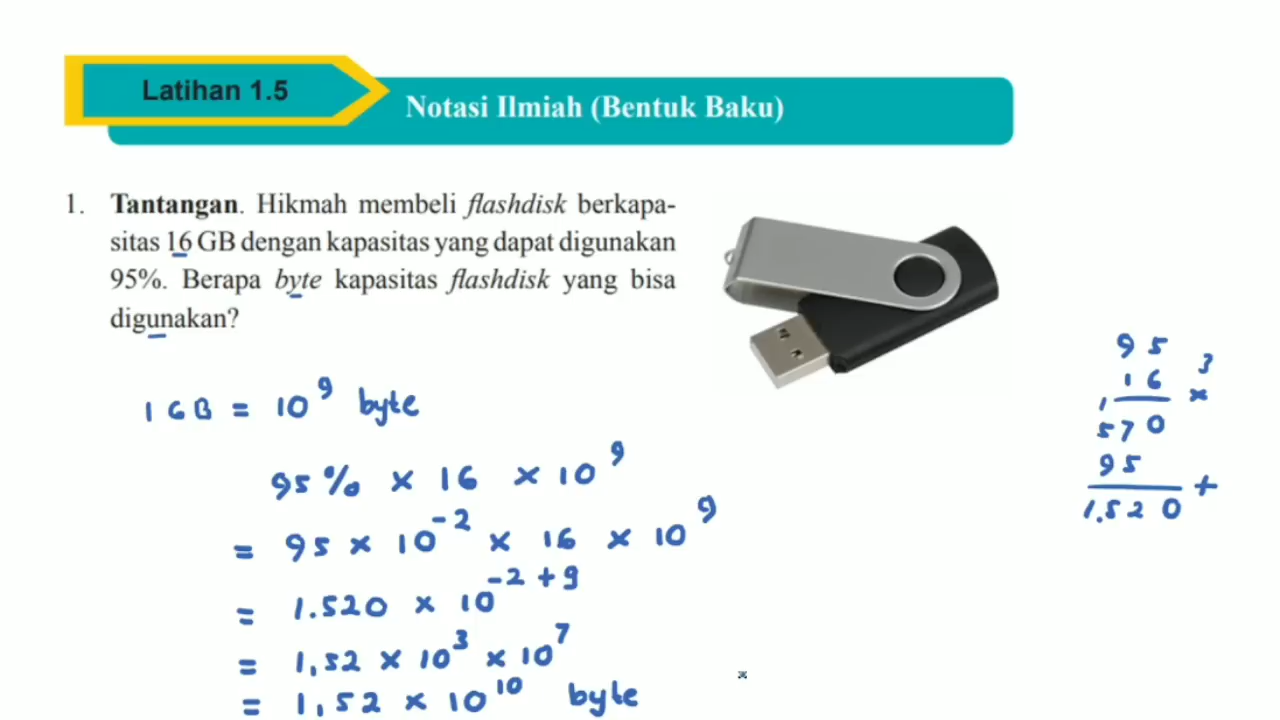 Latihan 1.5
Notasi Ilmiah (Bentuk Baku)
1. Tantangan. Hikmah membeli flashdisk berkapa-
sitas 16 GB dengan kapasitas yang dapat digunakan
95%. Berapa byte kapasitas flashdisk yang bisa
digunakan?
1 GB = 10⁹ byte
95% × 16 × 10⁹
= 95 × 10⁻² × 16 × 10⁹
= 1.520 × 10⁻²⁺⁹
= 1,52 × 10³ × 10⁷
= 1,52 × 10¹⁰ byte
95
3
16 ×
1
570
95
+
1.520